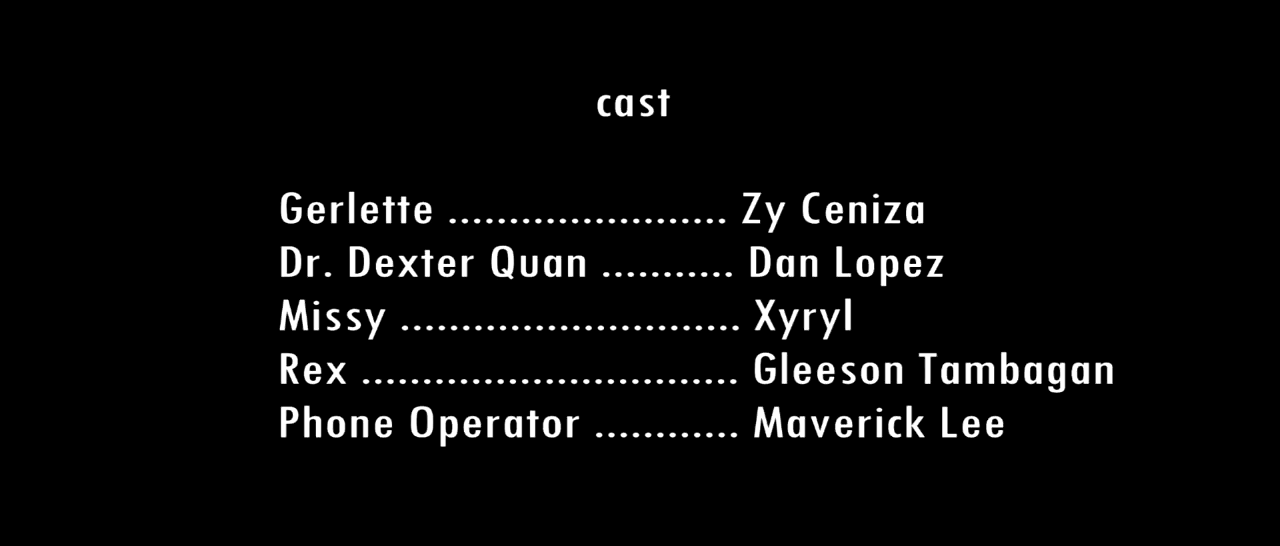 cast
Gerlette ....................... Zy Ceniza
Dr. Dexter Quan ........... Dan Lopez
Missy ............................ Xyryl
Rex ............................... Gleeson Tambagan
Phone Operator ............ Maverick Lee